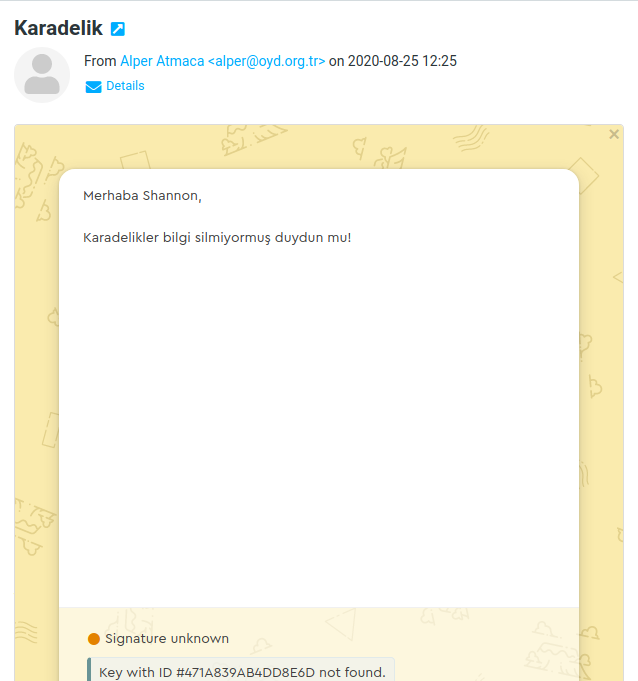 Karadelik
From Alper Atmaca <alper@oyd.org.tr> on 2020-08-25 12:25
Details
Merhaba Shannon,
Karadelikler bilgi silmiyormuş duydun mu!
Signature unknown
Key with ID #471A839AB4DD8E6D not found.